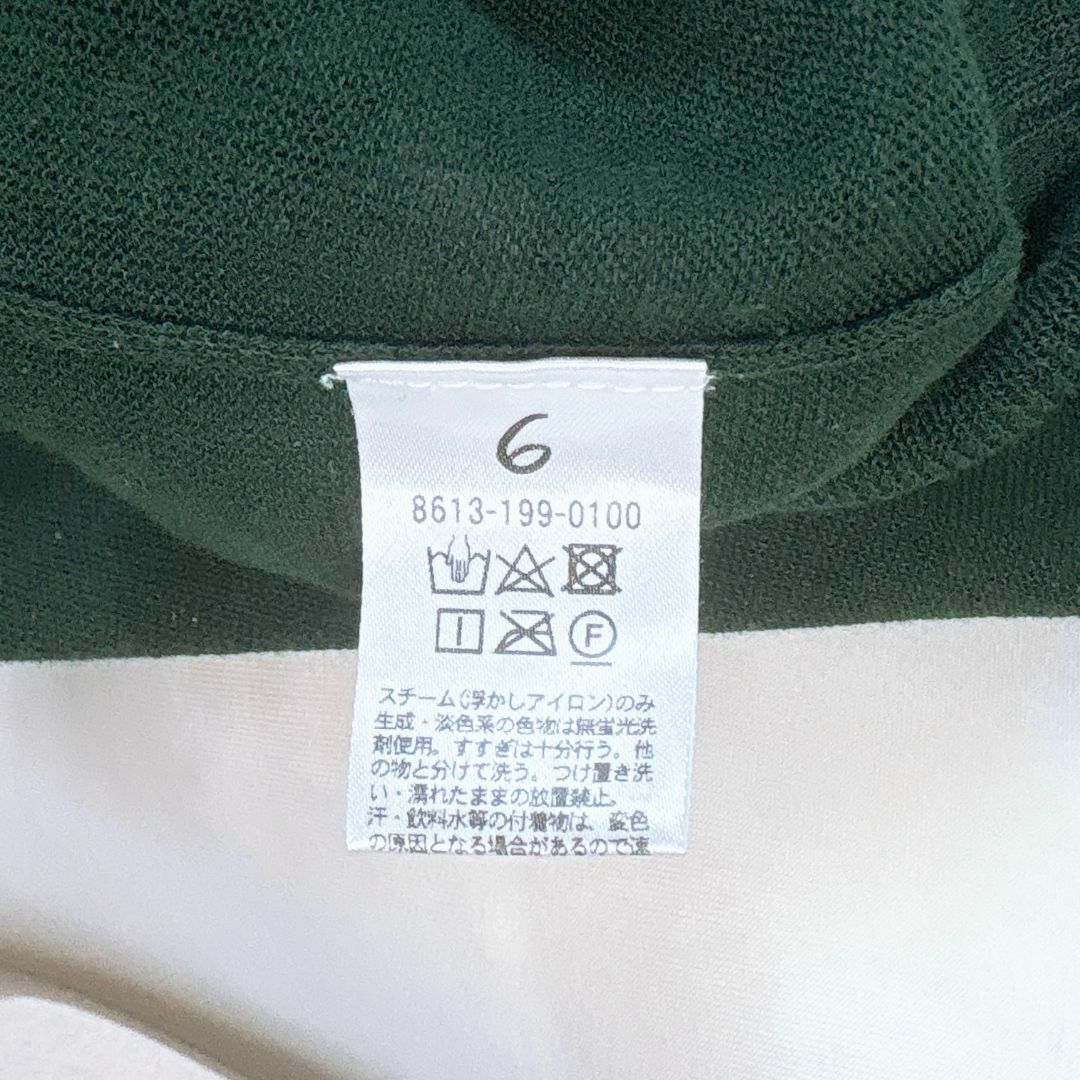 6
8613-199-0100
F
スチーム(浮かしアイロン)のみ
生成・淡色系の色物は無蛍光洗
剤使用。すすぎは十分行う。他
の物と分けて洗う。つけ置き洗
い・濡れたままの放置禁止。
汗・飲料水等の付着物は、変色
の原因となる場合があるので速